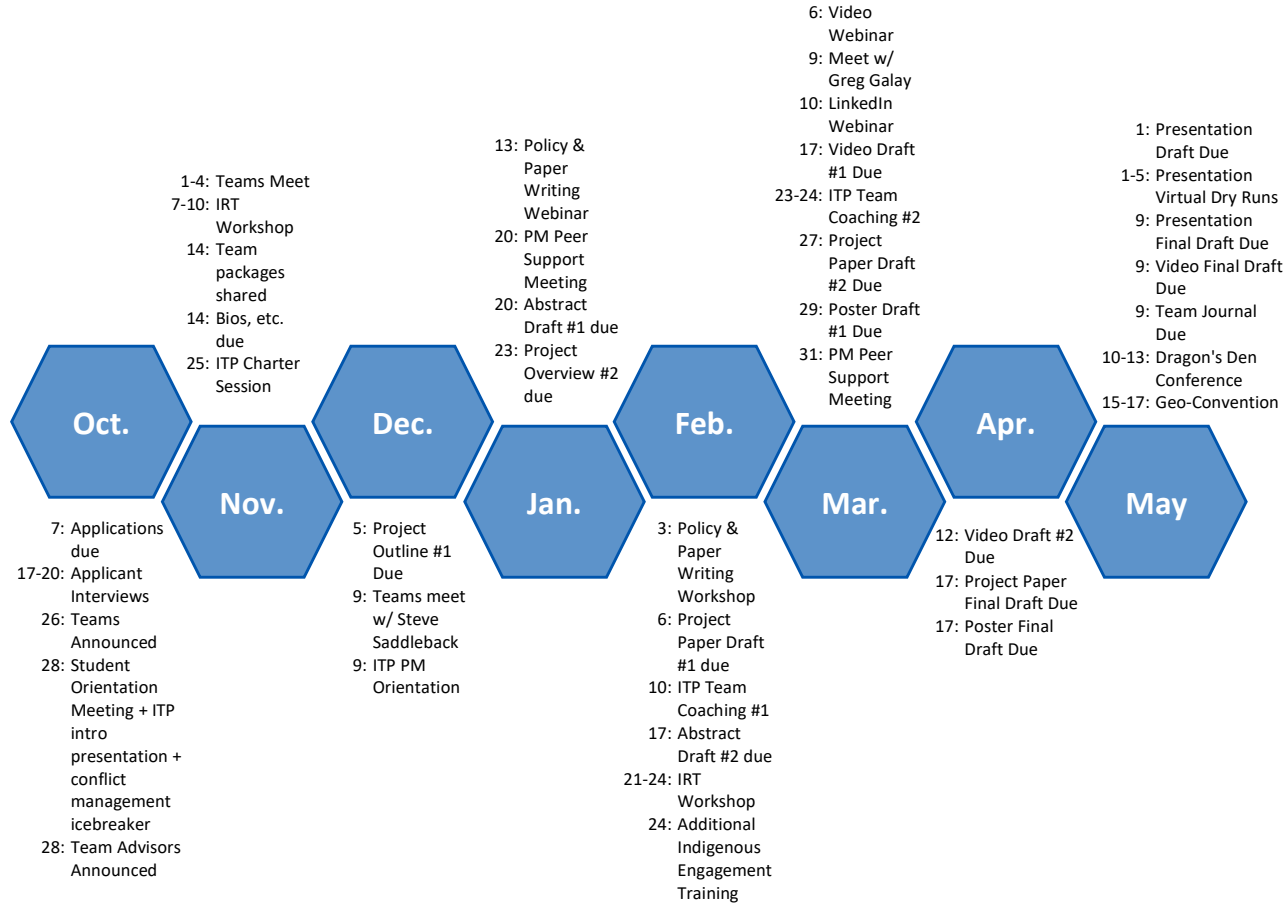 Oct.
7: Applications
due
17-20: Applicant
Interviews
26: Teams
Announced
28: Student
Orientation
Meeting + ITP
intro
presentation +
conflict
management
icebreaker
28: Team Advisors
Announced
1-4: Teams Meet
7-10: IRT
Workshop
14: Team
packages
shared
14: Bios, etc.
due
25: ITP Charter
Session
Nov.
Dec.
5: Project
Outline #1
Due
9: Teams meet
w/ Steve
Saddleback
9: ITP PM
Orientation
13: Policy &
Paper
Writing
Webinar
20: PM Peer
Support
Meeting
20: Abstract
Draft #1 due
23: Project
Overview #2
due
Jan.
Feb.
3: Policy &
Paper
Writing
Workshop
6: Project
Paper Draft
#1 due
10: ITP Team
Coaching #1
17: Abstract
Draft #2 due
21-24: IRT
Workshop
24: Additional
Indigenous
Engagement
Training
6: Video
Webinar
9: Meet w/
Greg Galay
10: LinkedIn
Webinar
17: Video Draft
#1 Due
23-24: ITP Team
Coaching #2
27: Project
Paper Draft
#2 Due
29: Poster Draft
#1 Due
31: PM Peer
Support
Meeting
Mar.
Apr.
12: Video Draft #2
Due
17: Project Paper
Final Draft Due
17: Poster Final
Draft Due
1: Presentation
Draft Due
1-5: Presentation
Virtual Dry Runs
9: Presentation
Final Draft Due
9: Video Final Draft
Due
9: Team Journal
Due
10-13: Dragon's Den
Conference
15-17: Geo-Convention
May